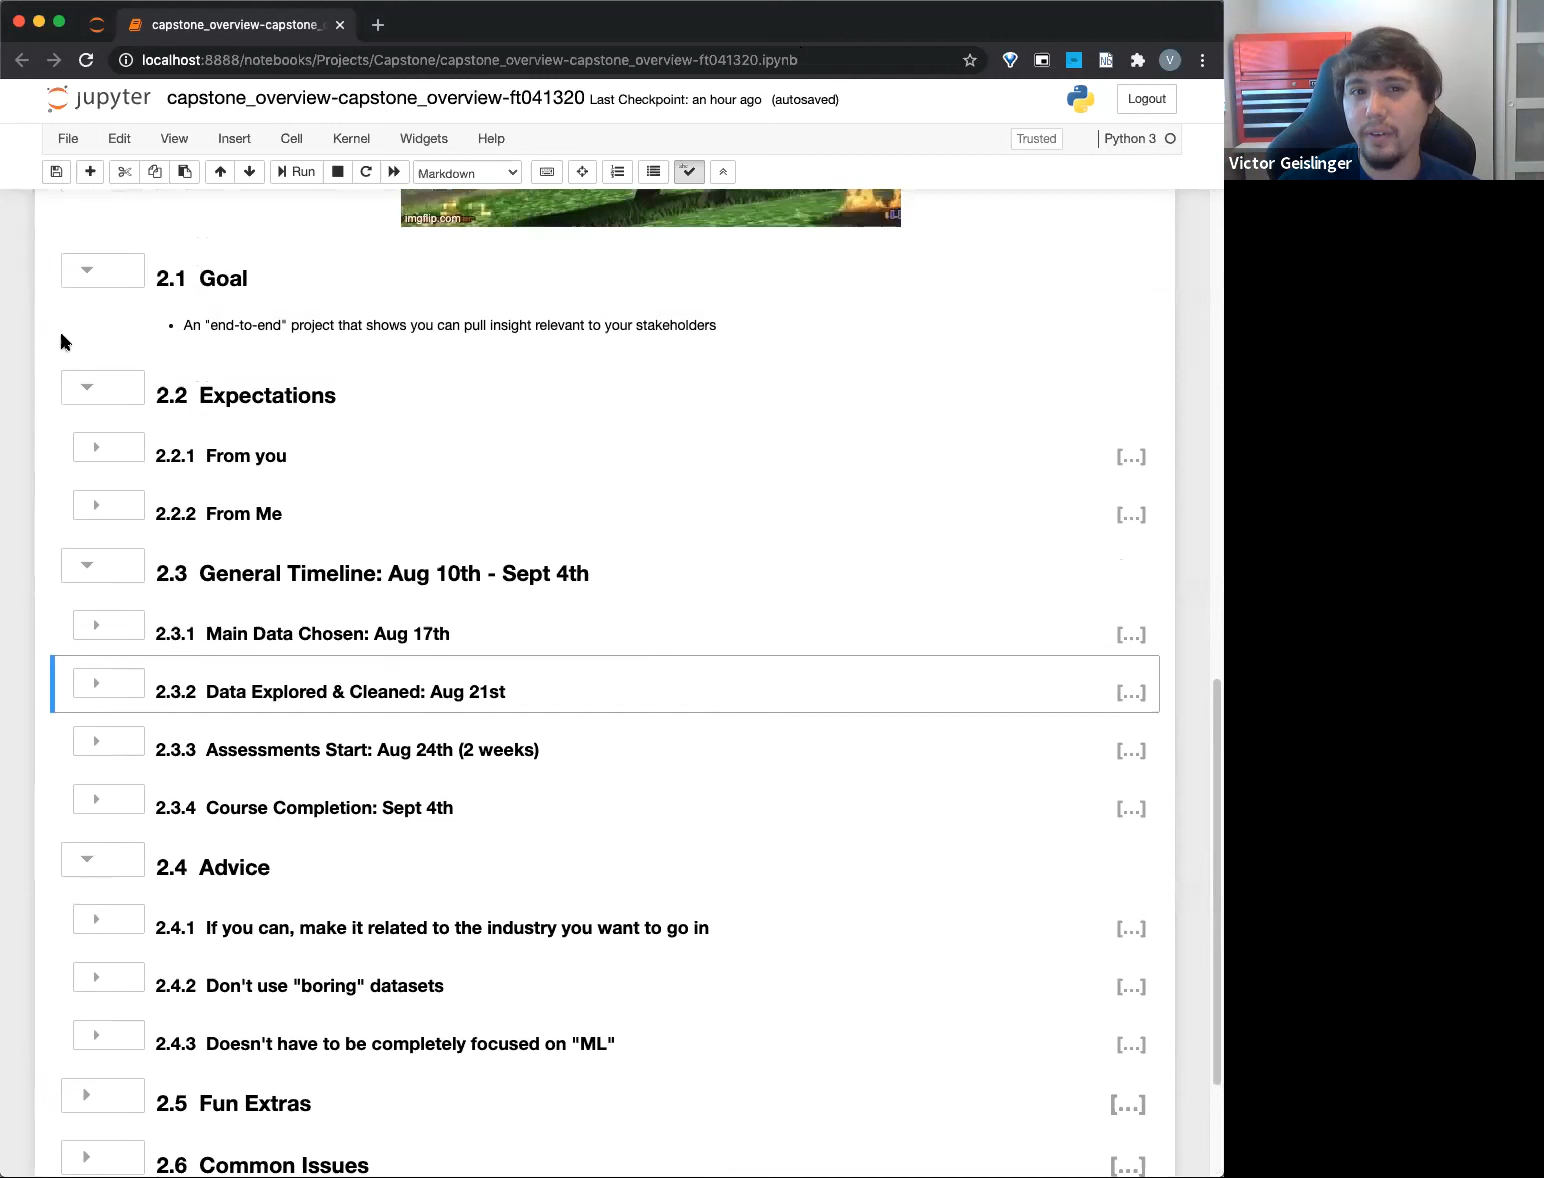 capstone_overview-capstone_
localhost:8888/notebooks/Projects/Capstone/capstone_overview-capstone_overview-ft041320.ipynb
V
jupyter capstone_overview-capstone_overview-ft041320 Last Checkpoint: an hour ago (autosaved)
Logout
Victor Geislinger
File Edit View Insert Cell Kernel Widgets Help
Trusted
Python 3
Run
Markdown
imgflip.com
2.1 Goal
• An "end-to-end" project that shows you can pull insight relevant to your stakeholders
2.2 Expectations
2.2.1 From you [...]
2.2.2 From Me [...]
2.3 General Timeline: Aug 10th - Sept 4th
2.3.1 Main Data Chosen: Aug 17th [...]
2.3.2 Data Explored & Cleaned: Aug 21st [...]
2.3.3 Assessments Start: Aug 24th (2 weeks) [...]
2.3.4 Course Completion: Sept 4th [...]
2.4 Advice
2.4.1 If you can, make it related to the industry you want to go in [...]
2.4.2 Don't use "boring" datasets [...]
2.4.3 Doesn't have to be completely focused on "ML" [...]
2.5 Fun Extras [...]
2.6 Common Issues [...]